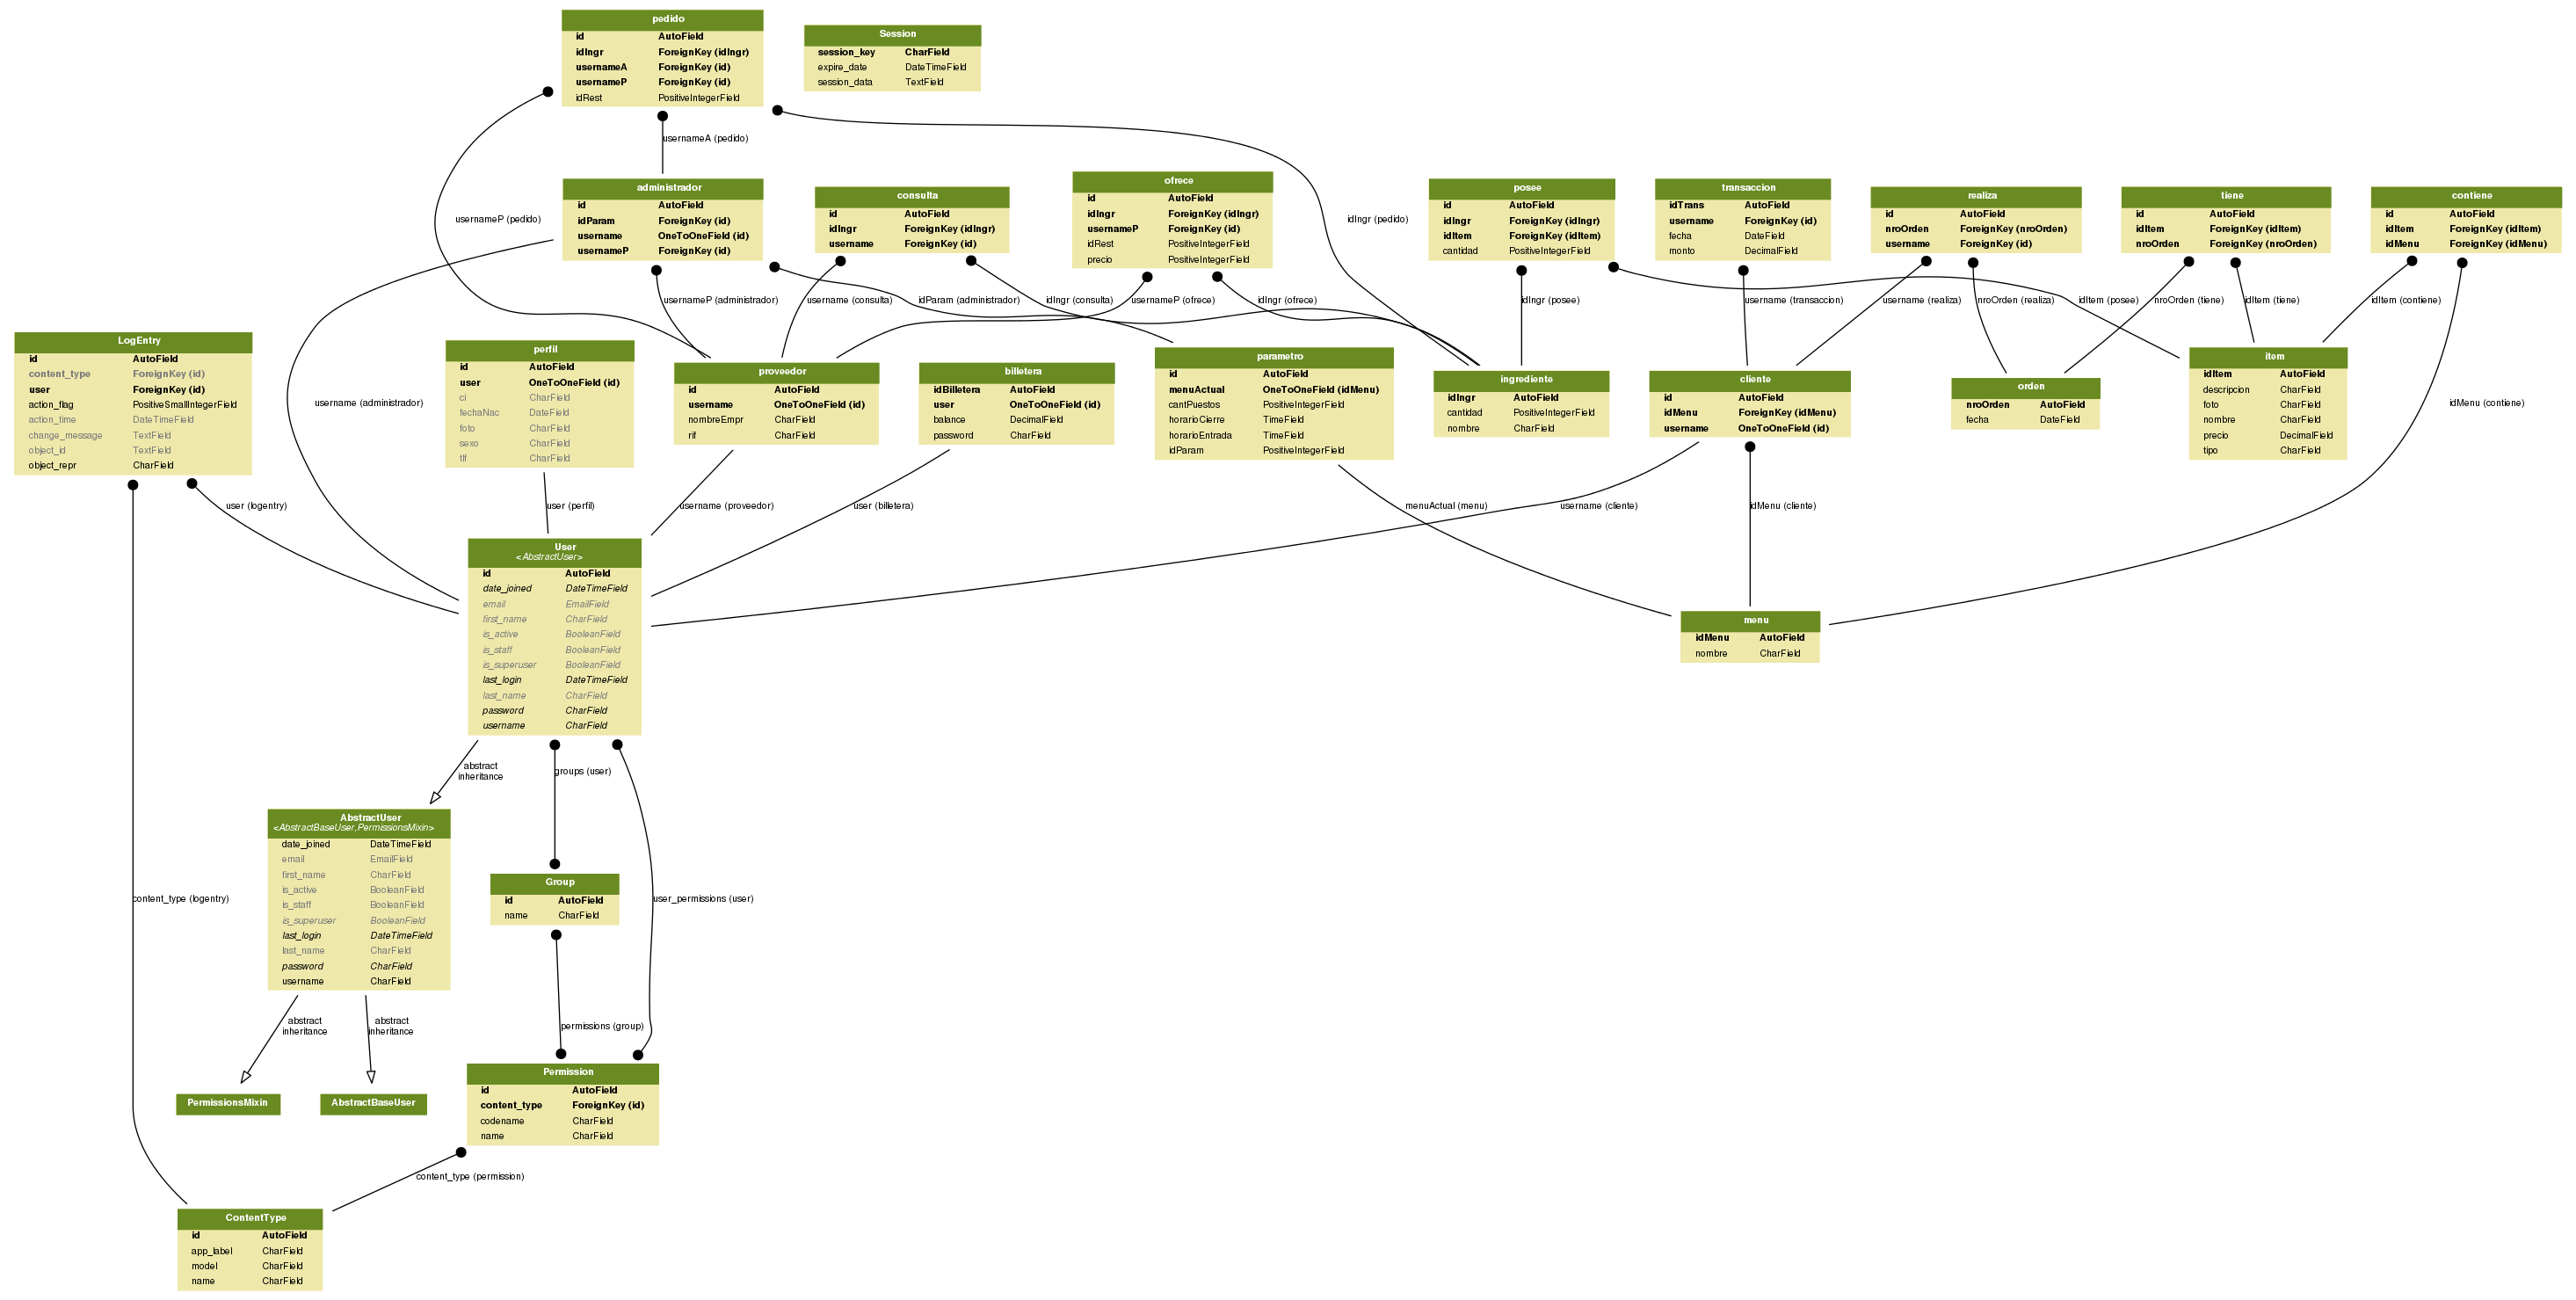 pedido
id AutoField
idIngr ForeignKey (idIngr)
usernameA ForeignKey (id)
usernameP ForeignKey (id)
idRest PositiveIntegerField
Session
session_key CharField
expire_date DateTimeField
session_data TextField
usernameA (pedido)
usernameP (pedido)
idIngr (pedido)
administrador
id AutoField
idParam ForeignKey (id)
username OneToOneField (id)
usernameP ForeignKey (id)
consulta
id AutoField
idIngr ForeignKey (idIngr)
username ForeignKey (id)
ofrece
id AutoField
idIngr ForeignKey (idIngr)
usernameP ForeignKey (id)
idRest PositiveIntegerField
precio PositiveIntegerField
posee
id AutoField
idIngr ForeignKey (idIngr)
idItem ForeignKey (idItem)
cantidad PositiveIntegerField
transaccion
idTrans AutoField
username ForeignKey (id)
fecha DateField
monto DecimalField
realiza
id AutoField
nroOrden ForeignKey (nroOrden)
username ForeignKey (id)
tiene
id AutoField
idItem ForeignKey (idItem)
nroOrden ForeignKey (nroOrden)
contiene
id AutoField
idItem ForeignKey (idItem)
idMenu ForeignKey (idMenu)
usernameP (administrador)
username (consulta)
idParam (administrador)
idIngr (consulta)
usernameP (ofrece)
idIngr (ofrece)
idIngr (posee)
username (transaccion)
username (realiza)
nroOrden (realiza)
idItem (posee)
nroOrden (tiene)
idItem (tiene)
idItem (contiene)
username (administrador)
idMenu (contiene)
LogEntry
id AutoField
content_type ForeignKey (id)
user ForeignKey (id)
action_flag PositiveSmallIntegerField
action_time DateTimeField
change_message TextField
object_id TextField
object_repr CharField
perfil
id AutoField
user OneToOneField (id)
ci CharField
fechaNac DateField
foto CharField
sexo CharField
tlf CharField
proveedor
id AutoField
username OneToOneField (id)
nombreEmpr CharField
rif CharField
billetera
idBilletera AutoField
user OneToOneField (id)
balance DecimalField
password CharField
parametro
id AutoField
menuActual OneToOneField (idMenu)
cantPuestos PositiveIntegerField
horarioCierre TimeField
horarioEntrada TimeField
idParam PositiveIntegerField
ingrediente
idIngr AutoField
cantidad PositiveIntegerField
nombre CharField
cliente
id AutoField
idMenu ForeignKey (idMenu)
username OneToOneField (id)
orden
nroOrden AutoField
fecha DateField
item
idItem AutoField
descripcion CharField
foto CharField
nombre CharField
precio DecimalField
tipo CharField
user (logentry)
user (perfil)
username (proveedor)
user (billetera)
menuActual (menu)
username (cliente)
idMenu (cliente)
User
<AbstractUser>
id AutoField
date_joined DateTimeField
email EmailField
first_name CharField
is_active BooleanField
is_staff BooleanField
is_superuser BooleanField
last_login DateTimeField
last_name CharField
password CharField
username CharField
menu
idMenu AutoField
nombre CharField
abstract
inheritance
groups (user)
AbstractUser
<AbstractBaseUser,PermissionsMixin>
date_joined DateTimeField
email EmailField
first_name CharField
is_active BooleanField
is_staff BooleanField
is_superuser BooleanField
last_login DateTimeField
last_name CharField
password CharField
username CharField
Group
id AutoField
name CharField
content_type (logentry)
user_permissions (user)
abstract
inheritance
abstract
inheritance
permissions (group)
PermissionsMixin
AbstractBaseUser
Permission
id AutoField
content_type ForeignKey (id)
codename CharField
name CharField
content_type (permission)
ContentType
id AutoField
app_label CharField
model CharField
name CharField